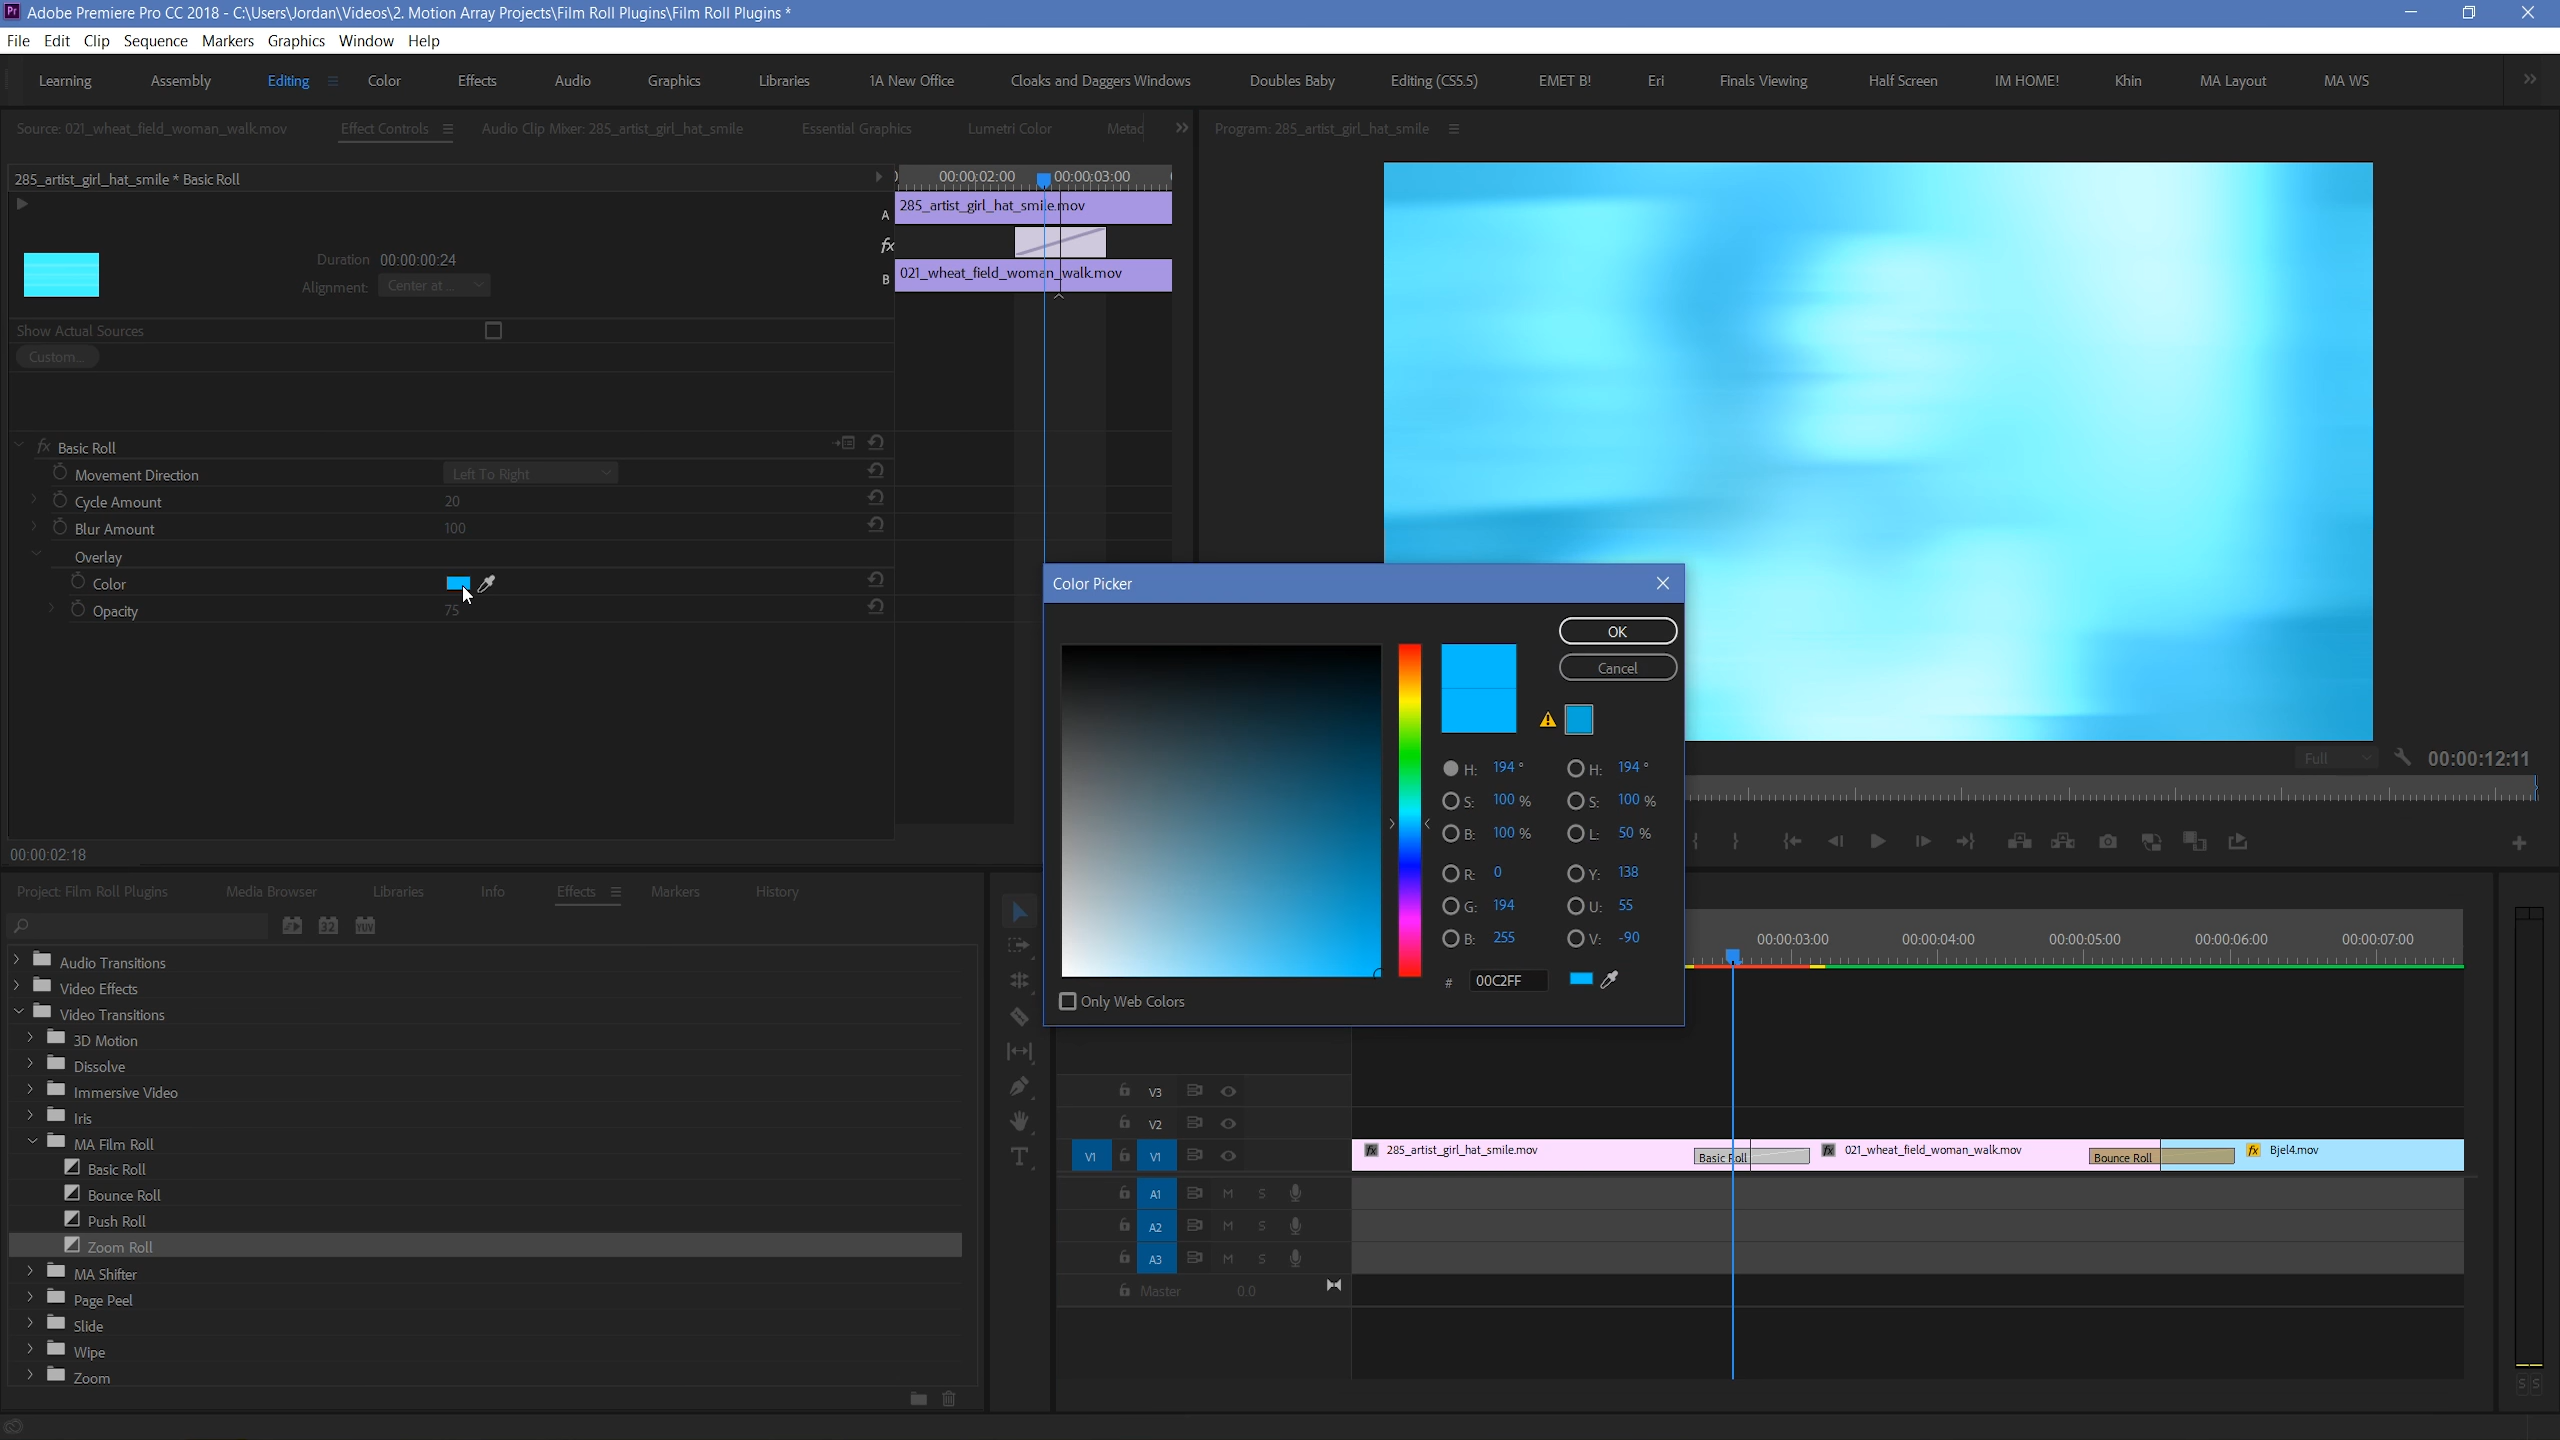 Adobe Premiere Pro CC 2018 - C:\Users\Jordan\Videos\2. Motion Array Projects\Film Roll Plugins\Film Roll Plugins *
File Edit Clip Sequence Markers Graphics Window Help
Learning Assembly Editing Color Effects Audio Graphics Libraries 1A New Office Cloaks and Daggers Windows Doubles Baby Editing (CS5.5) EMET B! Eri Finals Viewing Half Screen IM HOME! Khin MA Layout MA WS
Source: 021_wheat_field_woman_walk.mov Effect Controls Audio Clip Mixer: 285_artist_girl_hat_smile Essential Graphics Lumetri Color Metad
Program: 285_artist_girl_hat_smile
285_artist_girl_hat_smile * Basic Roll
00:00:02:00 00:00:03:00
A 285_artist_girl_hat_smile.mov
fx
B 021_wheat_field_woman_walk.mov
Duration 00:00:00:24
Alignment: Center at ...
Show Actual Sources
Custom...
fx Basic Roll
Movement Direction Left To Right
Cycle Amount 20
Blur Amount 100
Overlay
Color
Opacity 75
00:00:02:18
Color Picker
OK
Cancel
H: 194 ° H: 194 °
S: 100 % S: 100 %
B: 100 % L: 50 %
R: 0 Y: 138
G: 194 U: 55
B: 255 V: -90
# 00C2FF
Only Web Colors
Full 00:00:12:11
Project: Film Roll Plugins Media Browser Libraries Info Effects Markers History
32 YUV
Audio Transitions
Video Effects
Video Transitions
3D Motion
Dissolve
Immersive Video
Iris
MA Film Roll
Basic Roll
Bounce Roll
Push Roll
Zoom Roll
MA Shifter
Page Peel
Slide
Wipe
Zoom
00:00:03:00 00:00:04:00 00:00:05:00 00:00:06:00 00:00:07:00
V3
V2
V1 V1 fx 285_artist_girl_hat_smile.mov Basic Roll fx 021_wheat_field_woman_walk.mov Bounce Roll fx Bjel4.mov
A1 M S
A2 M S
A3 M S
Master 0.0
S S